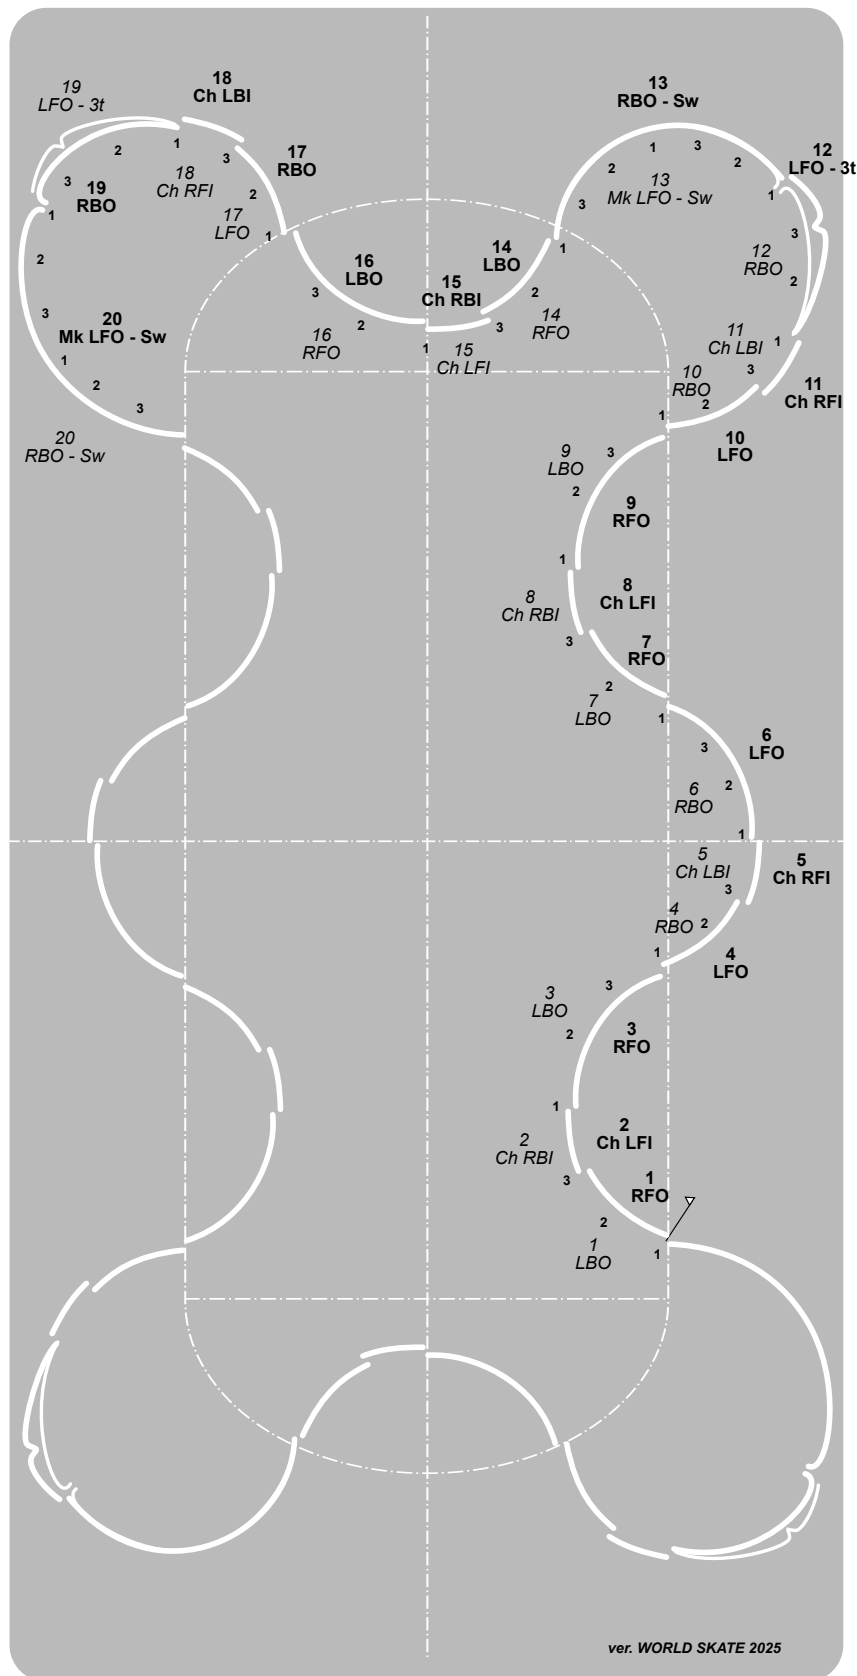 19
LFO - 3t
18
Ch LBI
13
RBO - Sw
12
LFO - 3t
1
2
3
19
RBO
18
Ch RFI
3
17
RBO
2
17
LFO
1
1
3
2
13
Mk LFO - Sw
2
3
1
3
12
RBO
2
1
2
3
20
Mk LFO - Sw
1
2
3
20
RBO - Sw
16
LBO
3
2
16
RFO
15
Ch RBI
14
LBO
1
2
14
RFO
3
1
15
Ch LFI
11
Ch LBI
1
3
11
Ch RFI
10
RBO
2
1
10
LFO
9
LBO
3
2
9
RFO
1
8
Ch RBI
8
Ch LFI
3
7
RFO
2
7
LBO
1
6
LFO
3
2
6
RBO
1
5
Ch LBI
5
Ch RFI
3
4
RBO
2
1
4
LFO
3
LBO
3
2
3
RFO
1
2
Ch RBI
2
Ch LFI
3
1
RFO
2
1
LBO
1
ver. WORLD SKATE 2025